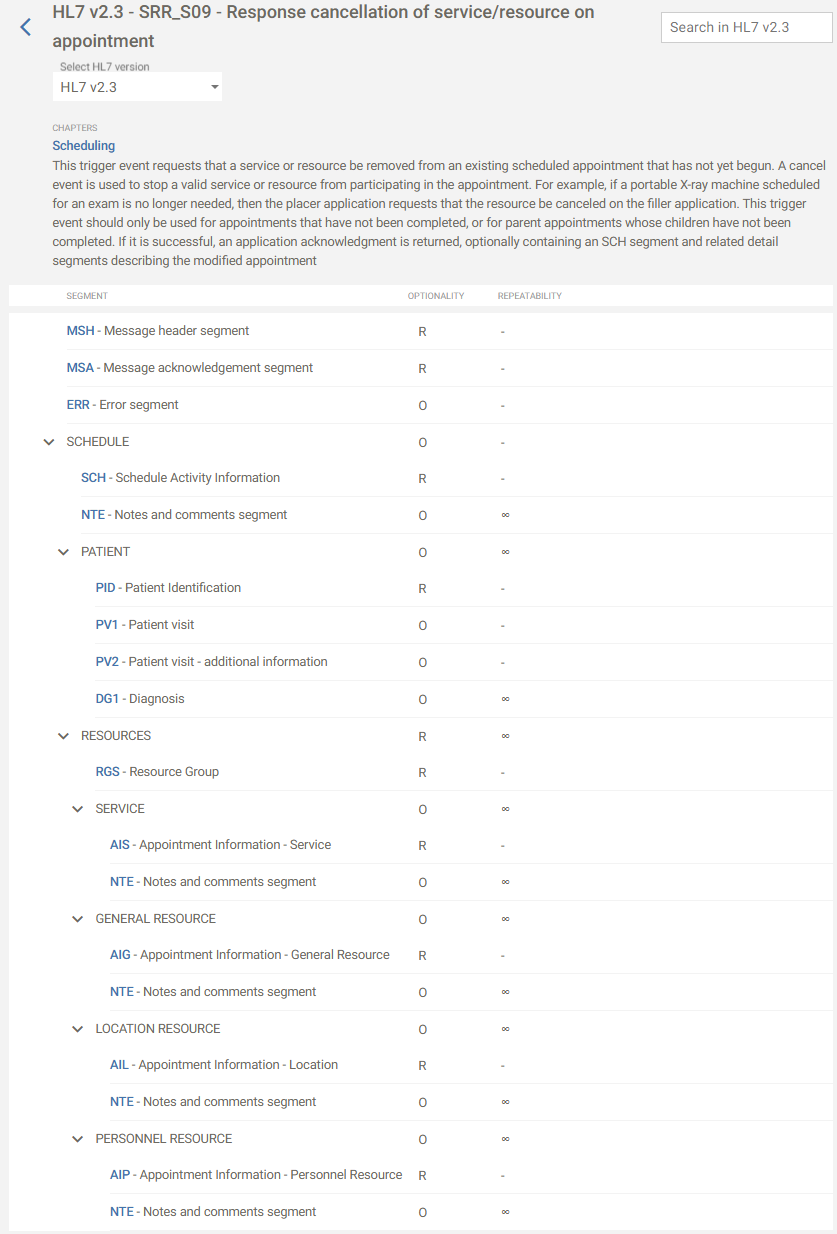 HL7 v2.3 - SRR_S09 - Response cancellation of service/resource on
appointment
Search in HL7 v2.3
Select HL7 version
HL7 v2.3
CHAPTERS
Scheduling
This trigger event requests that a service or resource be removed from an existing scheduled appointment that has not yet begun. A cancel
event is used to stop a valid service or resource from participating in the appointment. For example, if a portable X-ray machine scheduled
for an exam is no longer needed, then the placer application requests that the resource be canceled on the filler application. This trigger
event should only be used for appointments that have not been completed, or for parent appointments whose children have not been
completed. If it is successful, an application acknowledgment is returned, optionally containing an SCH segment and related detail
segments describing the modified appointment
SEGMENT OPTIONALITY REPEATABILITY
MSH - Message header segment R -
MSA - Message acknowledgement segment R -
ERR - Error segment O -
SCHEDULE O -
SCH - Schedule Activity Information R -
NTE - Notes and comments segment O ∞
PATIENT O ∞
PID - Patient Identification R -
PV1 - Patient visit O -
PV2 - Patient visit - additional information O -
DG1 - Diagnosis O ∞
RESOURCES R ∞
RGS - Resource Group R -
SERVICE O ∞
AIS - Appointment Information - Service R -
NTE - Notes and comments segment O ∞
GENERAL RESOURCE O ∞
AIG - Appointment Information - General Resource R -
NTE - Notes and comments segment O ∞
LOCATION RESOURCE O ∞
AIL - Appointment Information - Location R -
NTE - Notes and comments segment O ∞
PERSONNEL RESOURCE O ∞
AIP - Appointment Information - Personnel Resource R -
NTE - Notes and comments segment O ∞